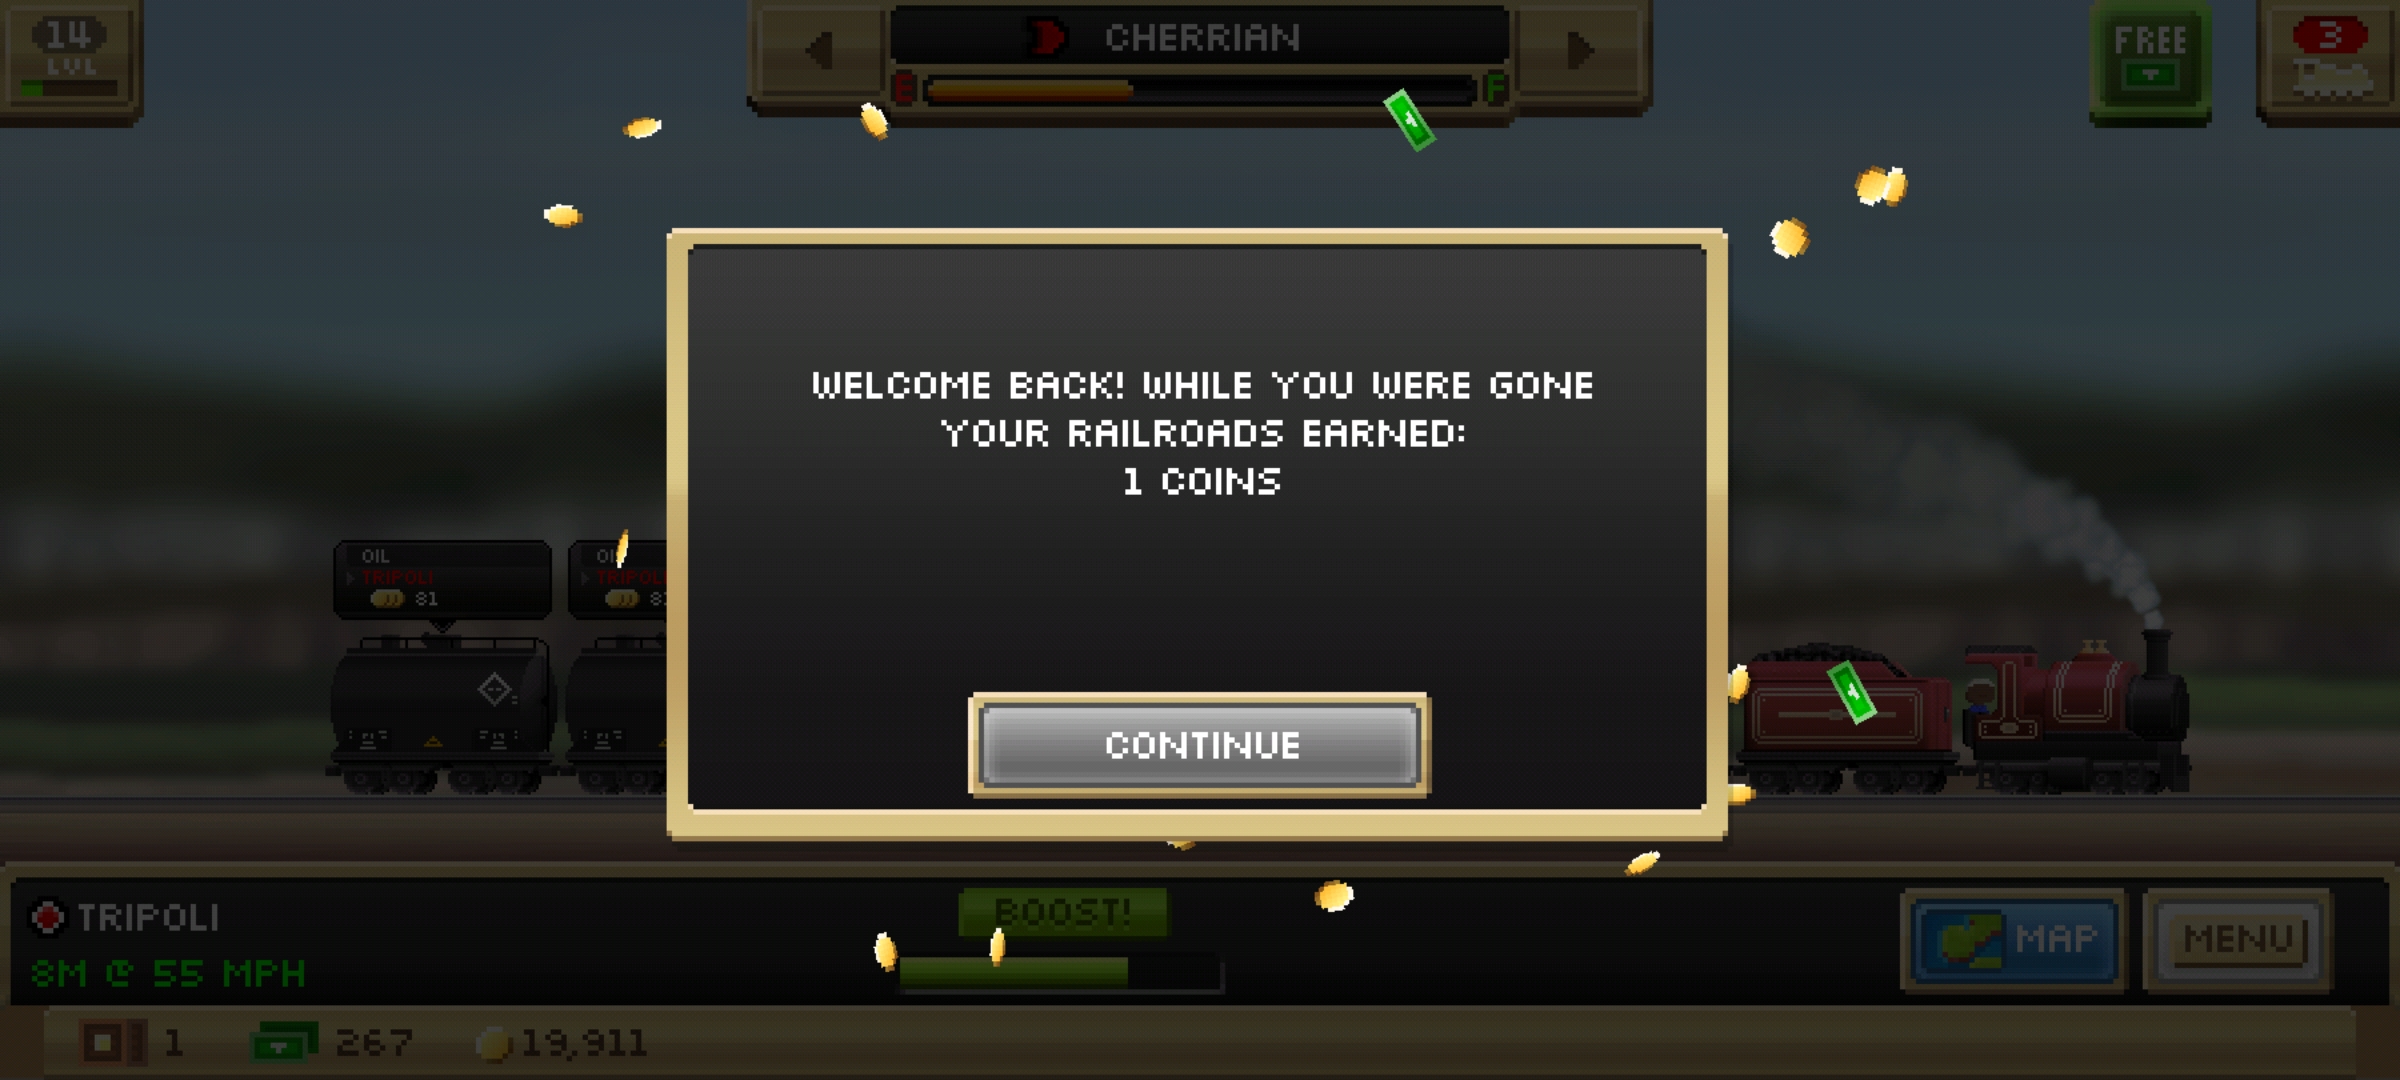 14
LVL
CHERRIAN
E
F
FREE
3
WELCOME BACK! WHILE YOU WERE GONE
YOUR RAILROADS EARNED:
1 COINS
OIL
TRIPOLI
81
TRIPOLI
CONTINUE
TRIPOLI
8M @ 55 MPH
BOOST!
MAP
MENU
1
267
19,911